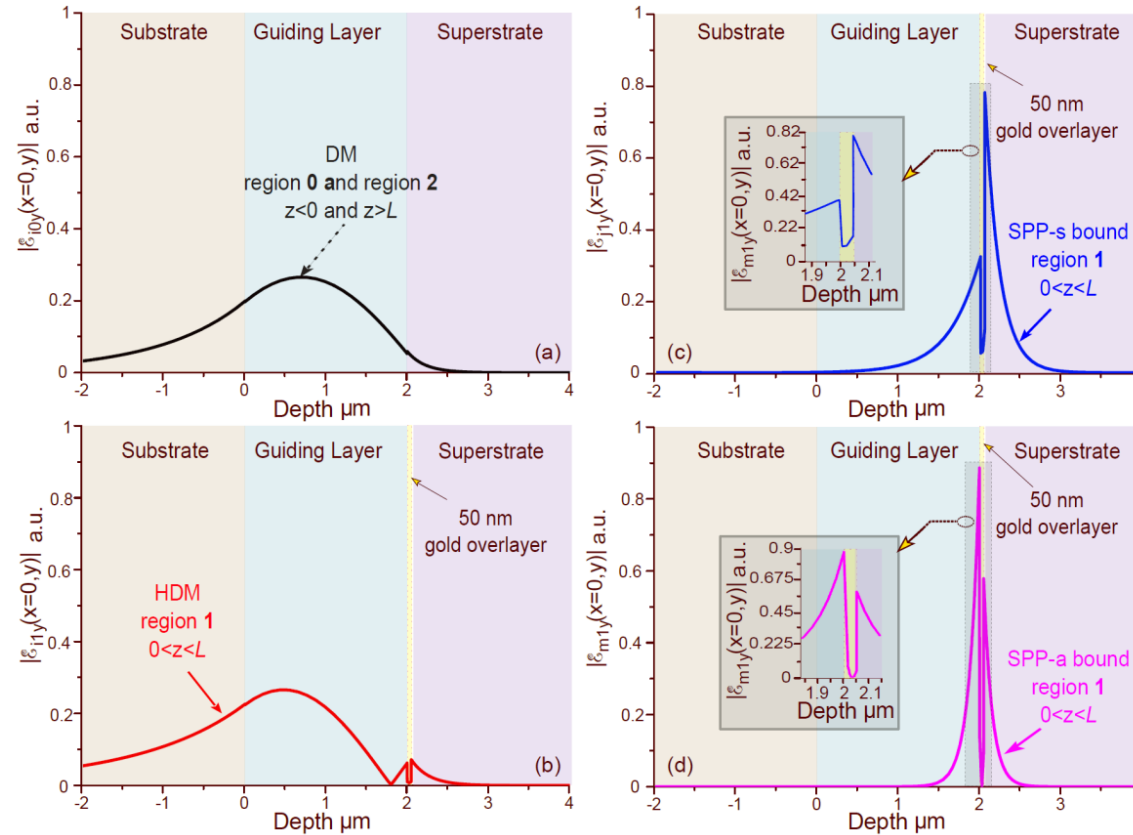 Substrate Guiding Layer Superstrate
|ℰi0y(x=0,y)| a.u.
1
0.8
0.6
0.4
0.2
0
DM
region 0 and region 2
z<0 and z>L
(a)
-2 -1 0 1 2 3 4
Depth µm
Guiding Layer Superstrate
|ℰj1y(x=0,y)| a.u.
1
0.8
0.6
0.4
0.2
0
50 nm
gold overlayer
|ℰm1y(x=0,y)| a.u.
0.82
0.62
0.42
0.22
0
1.9 2 2.1
Depth µm
SPP-s bound
region 1
0<z<L
(c)
-2 -1 0 1 2 3
Depth µm
Substrate Guiding Layer Superstrate
|ℰi1y(x=0,y)| a.u.
1
0.8
0.6
0.4
0.2
0
50 nm
gold overlayer
HDM
region 1
0<z<L
(b)
-2 -1 0 1 2 3 4
Depth µm
Guiding Layer Superstrate
|ℰm1y(x=0,y)| a.u.
1
0.8
0.6
0.4
0.2
0
50 nm
gold overlayer
|ℰm1y(x=0,y)| a.u.
0.9
0.675
0.45
0.225
0
1.9 2 2.1
Depth µm
SPP-a bound
region 1
0<z<L
(d)
-2 -1 0 1 2 3
Depth µm